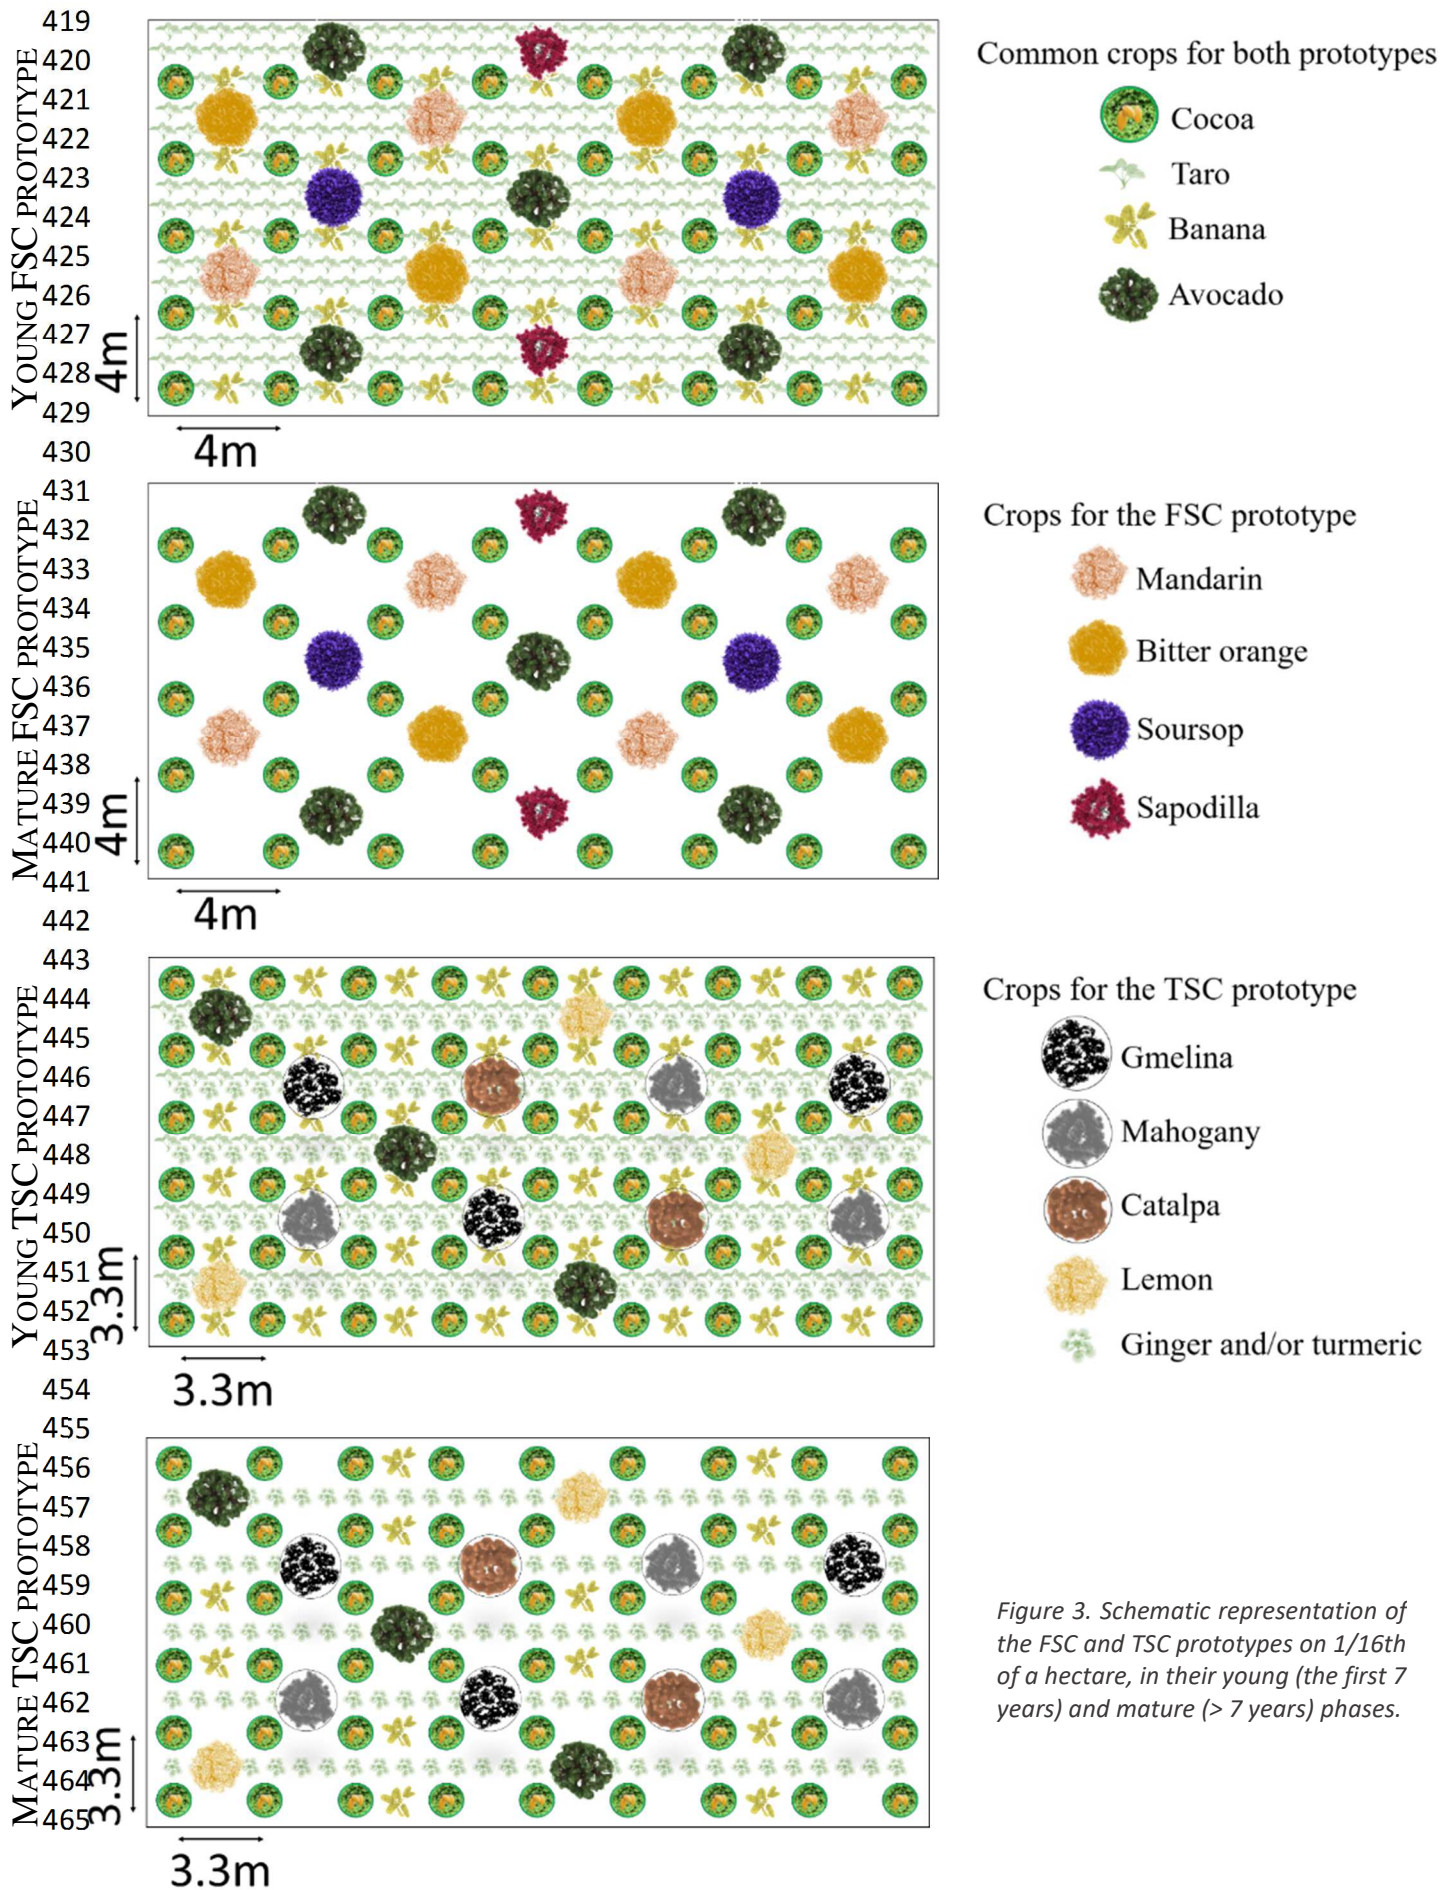 419
420
421
422
423
424
425
426
427
428
429
430
431
432
433
434
435
436
437
438
439
440
441
442
443
444
445
446
447
448
449
450
451
452
453
454
455
456
457
458
459
460
461
462
463
464
465
YOUNG FSC PROTOTYPE
4m
4m
MATURE FSC PROTOTYPE
4m
4m
YOUNG TSC PROTOTYPE
3.3m
3.3m
MATURE TSC PROTOTYPE
3.3m
3.3m
Common crops for both prototypes
Cocoa
Taro
Banana
Avocado
Crops for the FSC prototype
Mandarin
Bitter orange
Soursop
Sapodilla
Crops for the TSC prototype
Gmelina
Mahogany
Catalpa
Lemon
Ginger and/or turmeric
Figure 3. Schematic representation of
the FSC and TSC prototypes on 1/16th
of a hectare, in their young (the first 7
years) and mature (> 7 years) phases.